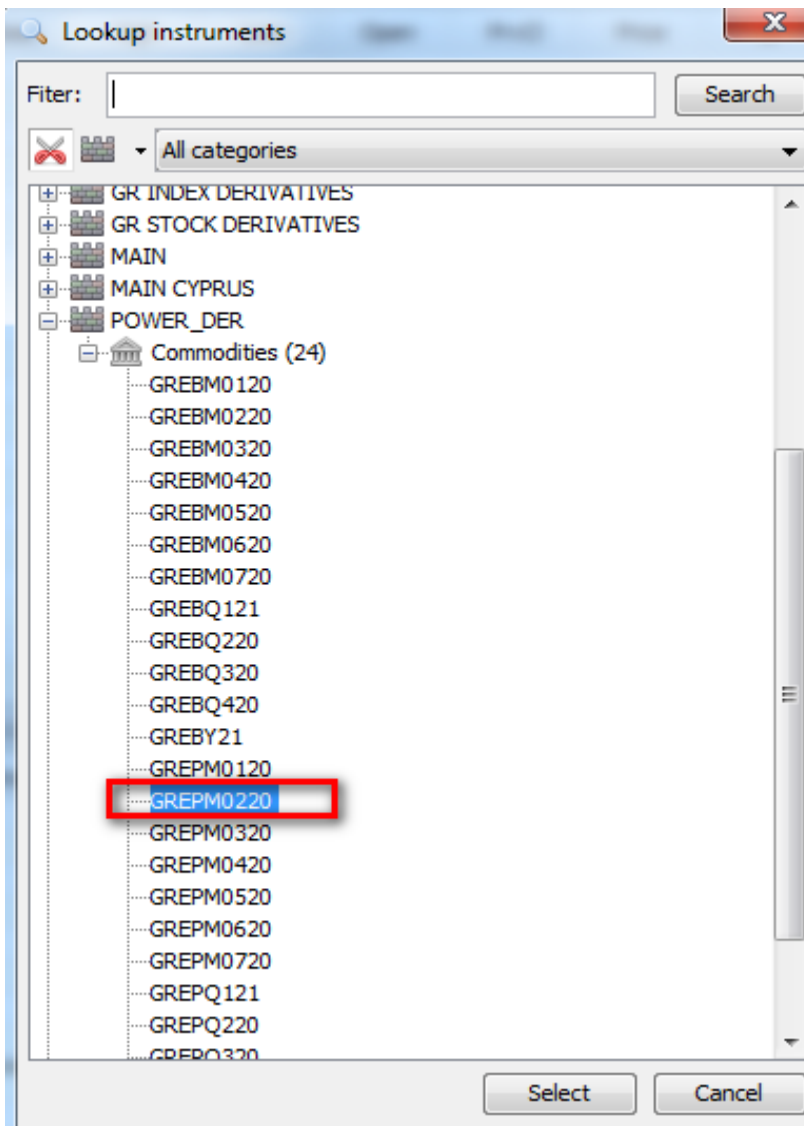 Lookup instruments
Fiter:
Search
All categories
GR INDEX DERIVATIVES
GR STOCK DERIVATIVES
MAIN
MAIN CYPRUS
POWER_DER
Commodities (24)
GREBM0120
GREBM0220
GREBM0320
GREBM0420
GREBM0520
GREBM0620
GREBM0720
GREBQ121
GREBQ220
GREBQ320
GREBQ420
GREBY21
GREPM0120
GREPM0220
GREPM0320
GREPM0420
GREPM0520
GREPM0620
GREPM0720
GREPQ121
GREPQ220
GREPQ320
Select Cancel